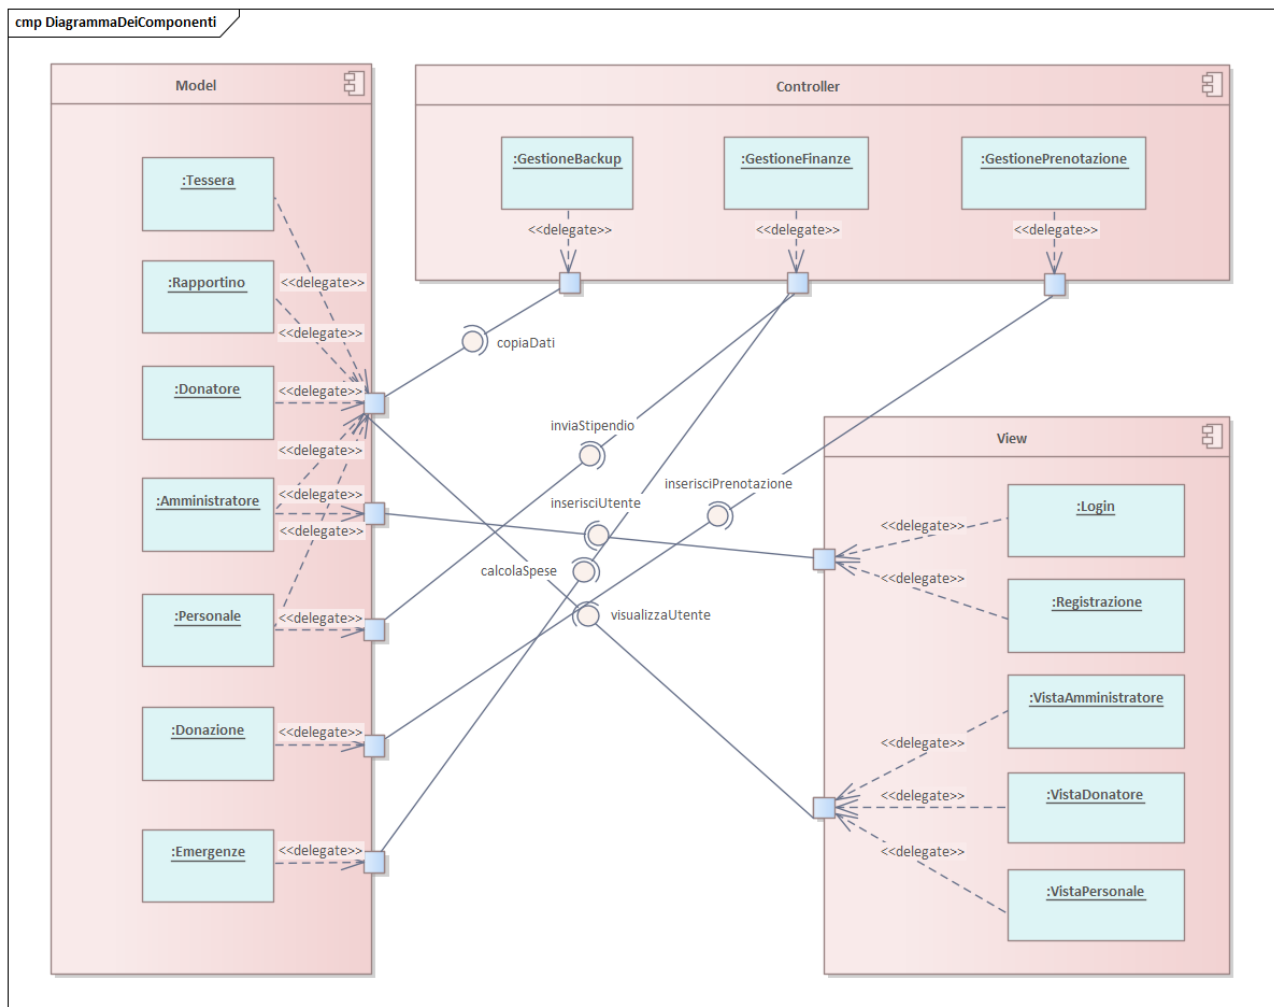 cmp DiagrammaDeiComponenti
Model
:Tessera
:Rapportino
<<delegate>>
<<delegate>>
:Donatore
<<delegate>>
<<delegate>>
:Amministratore
<<delegate>>
<<delegate>>
:Personale
<<delegate>>
:Donazione
<<delegate>>
:Emergenze
<<delegate>>
Controller
:GestioneBackup
:GestioneFinanze
:GestionePrenotazione
<<delegate>>
<<delegate>>
<<delegate>>
copiaDati
inviaStipendio
inserisciUtente
inserisciPrenotazione
calcolaSpese
visualizzaUtente
View
:Login
<<delegate>>
<<delegate>>
:Registrazione
:VistaAmministratore
<<delegate>>
<<delegate>>
:VistaDonatore
<<delegate>>
:VistaPersonale